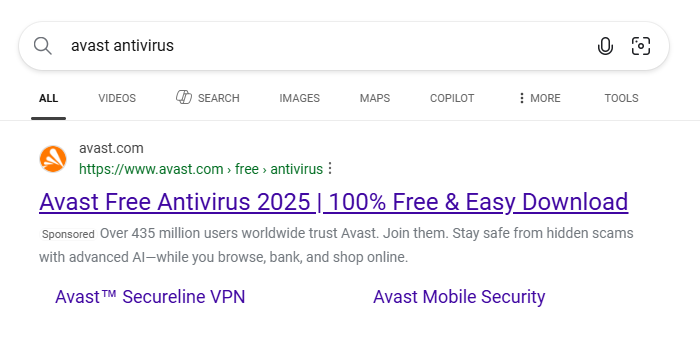 avast antivirus
ALL VIDEOS SEARCH IMAGES MAPS COPILOT MORE TOOLS
avast.com
https://www.avast.com › free › antivirus
Avast Free Antivirus 2025 | 100% Free & Easy Download
Sponsored Over 435 million users worldwide trust Avast. Join them. Stay safe from hidden scams
with advanced AI—while you browse, bank, and shop online.
Avast™ Secureline VPN Avast Mobile Security